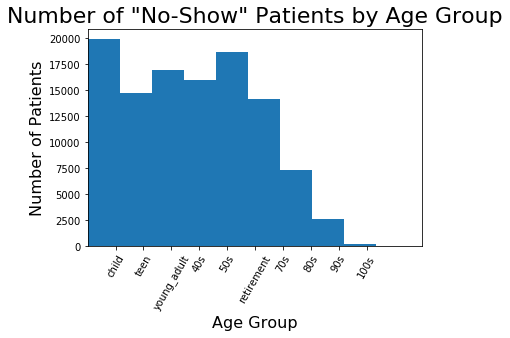 Number of "No-Show" Patients by Age Group
Number of Patients
20000
17500
15000
12500
10000
7500
5000
2500
0
child
teen
young_adult
40s
50s
retirement
70s
80s
90s
100s
Age Group